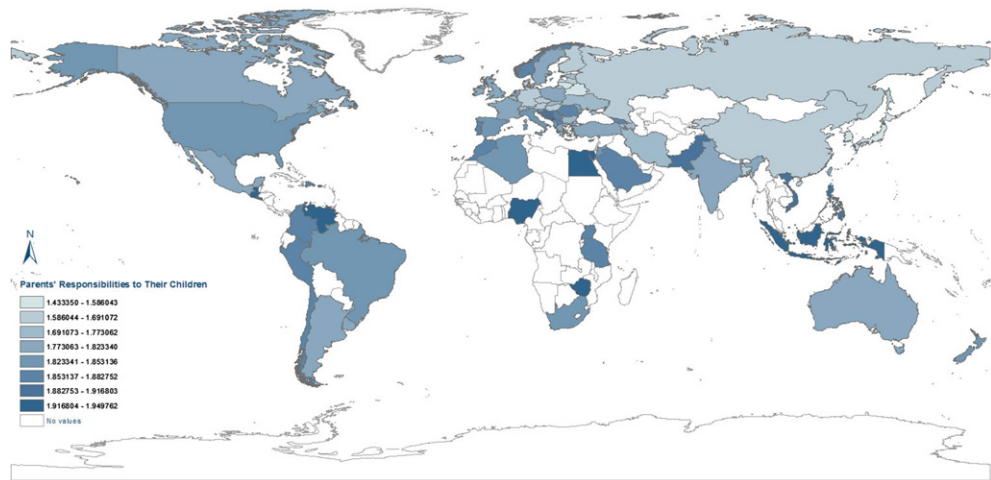 N
Parents' Responsibilities to Their Children
1.433350 - 1.586043
1.586044 - 1.691072
1.691073 - 1.773062
1.773063 - 1.823340
1.823341 - 1.853136
1.853137 - 1.882752
1.882753 - 1.916803
1.916804 - 1.949762
No values